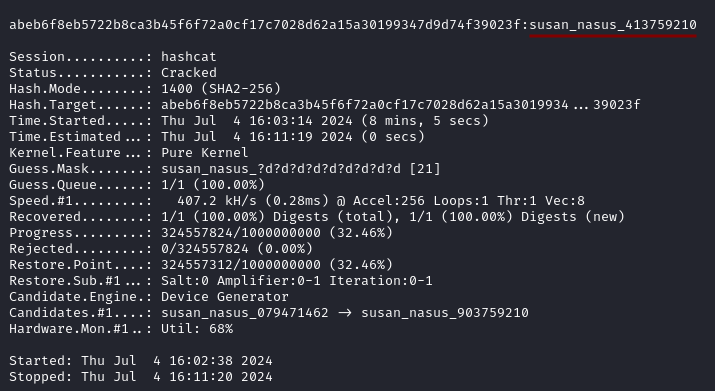 abeb6f8eb5722b8ca3b45f6f72a0cf17c7028d62a15a30199347d9d74f39023f:susan_nasus_413759210
Session..........: hashcat
Status...........: Cracked
Hash.Mode........: 1400 (SHA2-256)
Hash.Target......: abeb6f8eb5722b8ca3b45f6f72a0cf17c7028d62a15a3019934...39023f
Time.Started.....: Thu Jul  4 16:03:14 2024 (8 mins, 5 secs)
Time.Estimated...: Thu Jul  4 16:11:19 2024 (0 secs)
Kernel.Feature...: Pure Kernel
Guess.Mask.......: susan_nasus_?d?d?d?d?d?d?d?d?d [21]
Guess.Queue......: 1/1 (100.00%)
Speed.#1.........:   407.2 kH/s (0.28ms) @ Accel:256 Loops:1 Thr:1 Vec:8
Recovered........: 1/1 (100.00%) Digests (total), 1/1 (100.00%) Digests (new)
Progress.........: 324557824/1000000000 (32.46%)
Rejected.........: 0/324557824 (0.00%)
Restore.Point....: 324557312/1000000000 (32.46%)
Restore.Sub.#1...: Salt:0 Amplifier:0-1 Iteration:0-1
Candidate.Engine.: Device Generator
Candidates.#1....: susan_nasus_079471462 -> susan_nasus_903759210
Hardware.Mon.#1..: Util: 68%
Started: Thu Jul  4 16:02:38 2024
Stopped: Thu Jul  4 16:11:20 2024